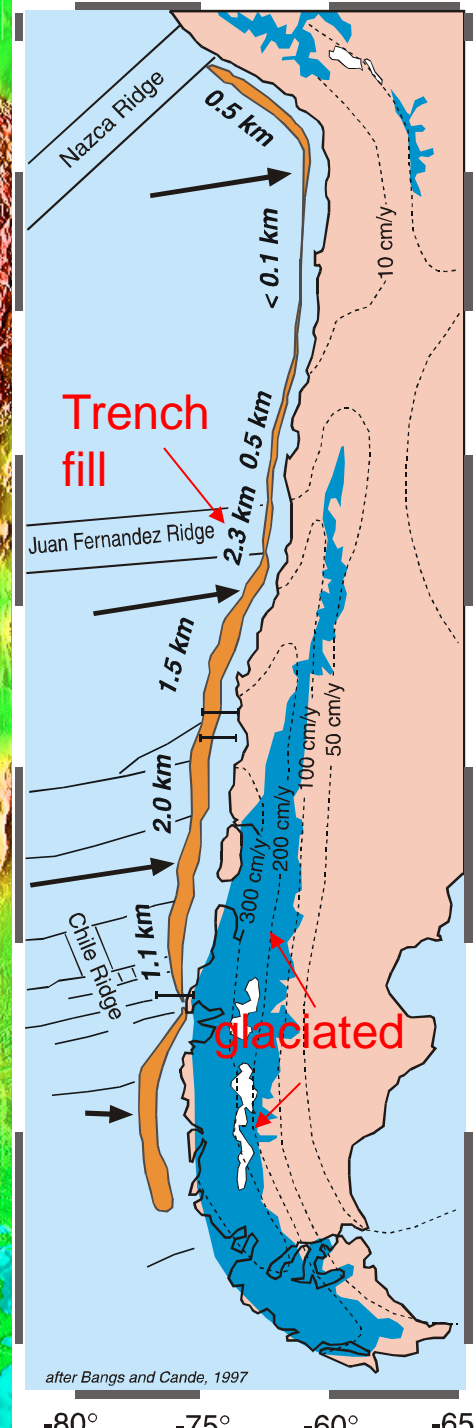 Nazca Ridge
0.5 km
< 0.1 km
10 cm/y
Trench
fill
0.5 km
2.3 km
Juan Fernandez Ridge
1.5 km
50 cm/y
100 cm/y
2.0 km
200 cm/y
300 cm/y
1.1 km
Chile Ridge
glaciated
after Bangs and Cande, 1997
-80° -75° -60° -65